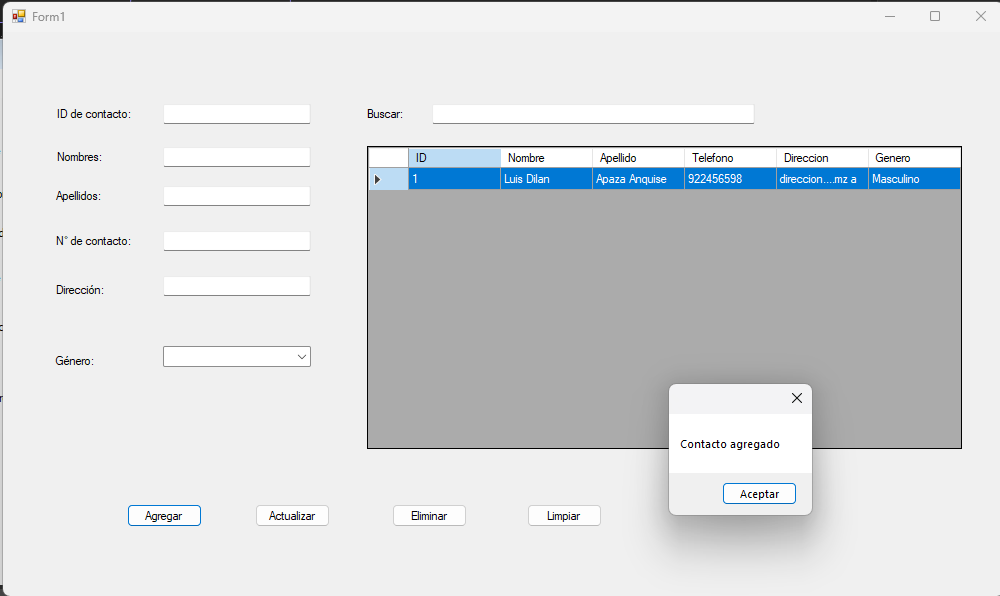 Form1
ID de contacto:
Buscar:
Nombres:
ID Nombre Apellido Telefono Direccion Genero
1 Luis Dilan Apaza Anquise 922456598 direccion....mz a Masculino
Apellidos:
N° de contacto:
Dirección:
Género:
Contacto agregado
Aceptar
Agregar Actualizar Eliminar Limpiar